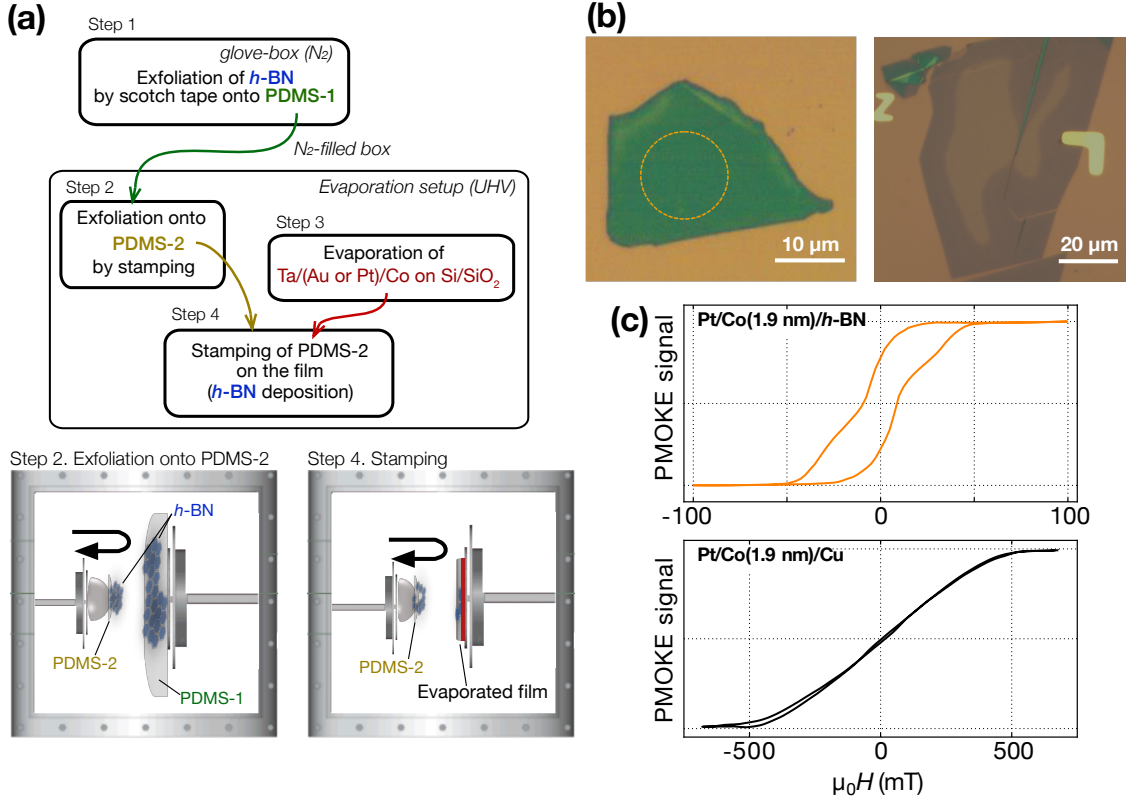 (a)
Step 1
glove-box (N₂)
Exfoliation of h-BN
by scotch tape onto PDMS-1
N₂-filled box
Evaporation setup (UHV)
Step 2
Exfoliation onto
PDMS-2
by stamping
Step 3
Evaporation of
Ta/(Au or Pt)/Co on Si/SiO₂
Step 4
Stamping of PDMS-2
on the film
(h-BN deposition)
Step 2. Exfoliation onto PDMS-2
h-BN
PDMS-2
PDMS-1
Step 4. Stamping
PDMS-2
Evaporated film
(b)
10 µm
Z
20 µm
(c)
Pt/Co(1.9 nm)/h-BN
PMOKE signal
-100
0
100
Pt/Co(1.9 nm)/Cu
PMOKE signal
-500
0
500
µ₀H (mT)